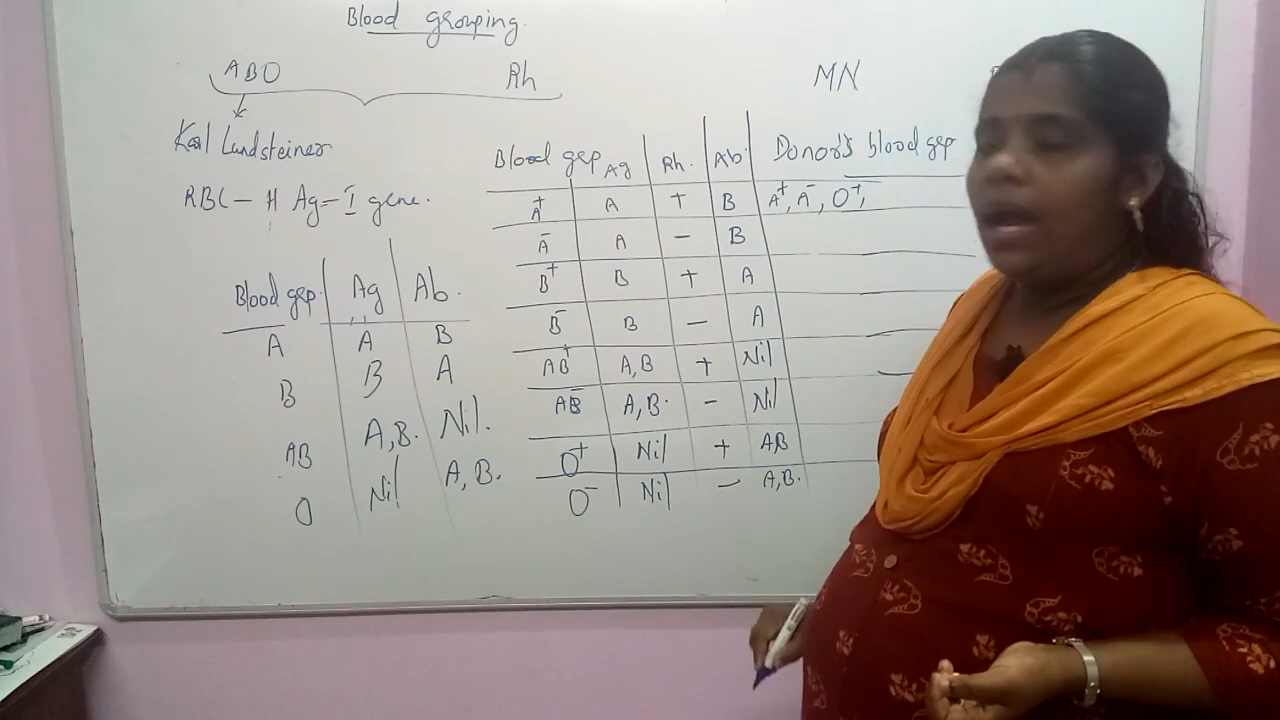 Blood grouping.
ABO Rh MN
Karl Landsteiner
RBC - H Ag - I gene.
Blood grp. Ag Ab.
A A B
B B A
AB A,B. Nil.
O Nil A,B.
Blood grp Ag Rh. Ab. Donor's blood grp
A+ A + B A+, A-, O+,
A- A - B
B+ B + A
B- B - A
AB+ A,B + Nil
AB- A,B. - Nil
O+ Nil + AB
O- Nil - A,B.